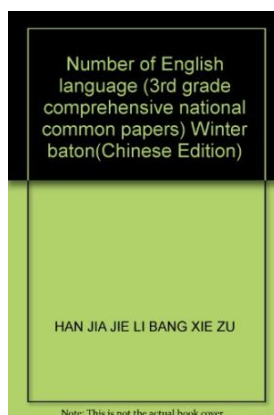 Number of English
language (3rd grade
comprehensive national
common papers) Winter
baton(Chinese Edition)
HAN JIA JIE LI BANG XIE ZU
Note: This is not the actual book cover